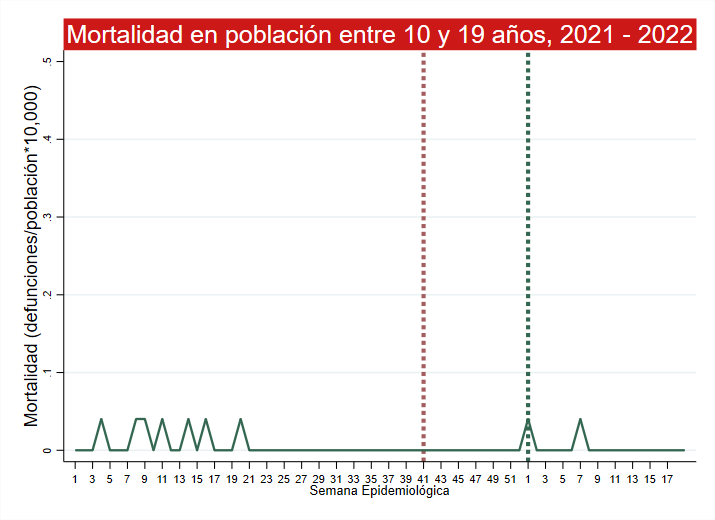 Mortalidad en población entre 10 y 19 años, 2021 - 2022
Mortalidad (defunciones/población*10,000)
.5
.4
.3
.2
.1
0
1 3 5 7 9 11 13 15 17 19 21 23 25 27 29 31 33 35 37 39 41 43 45 47 49 51 1 3 5 7 9 11 13 15 17
Semana Epidemiológica